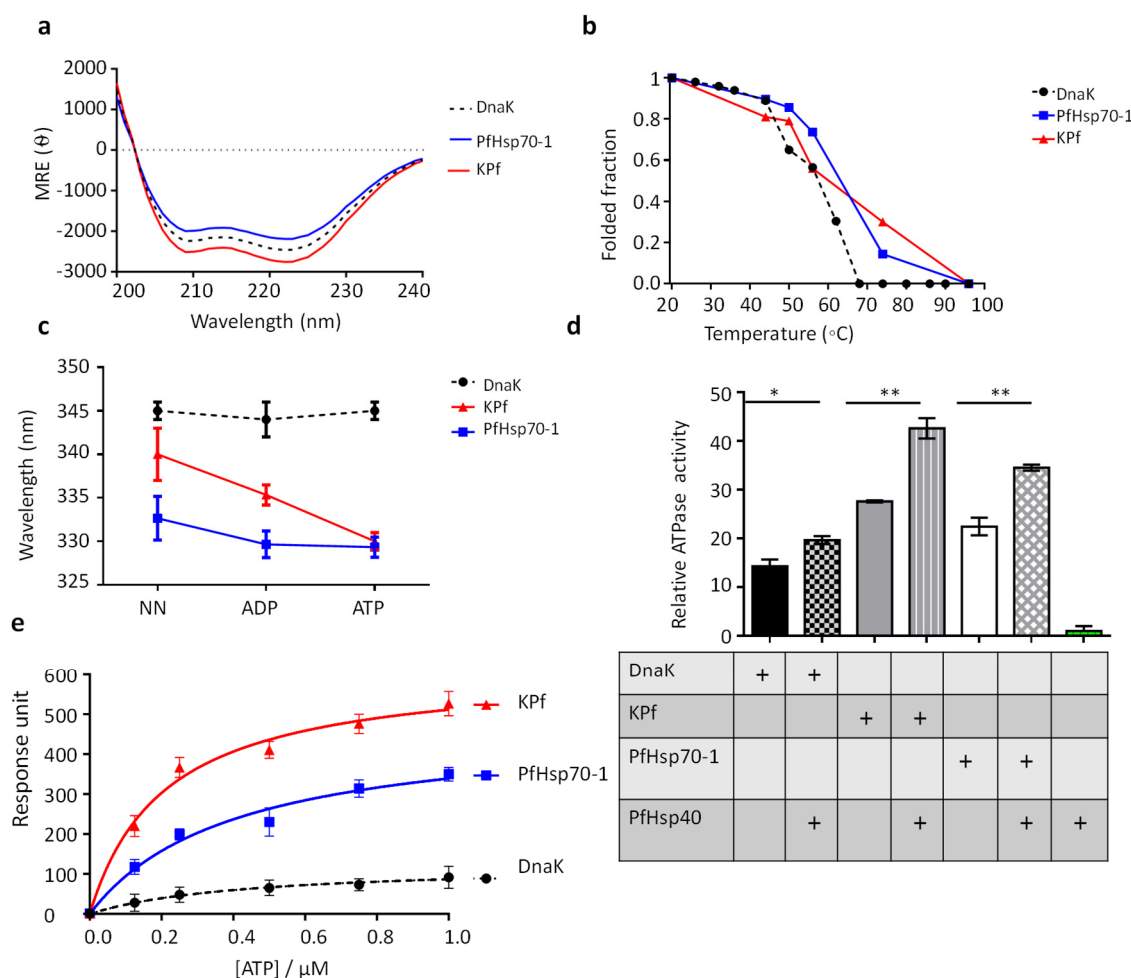 a
2000
1000
0
-1000
-2000
-3000
MRE (θ)
200 210 220 230 240
Wavelength (nm)
DnaK
PfHsp70-1
KPf
b
1
0.8
0.6
0.4
0.2
0.0
Folded fraction
20 30 40 50 60 70 80 90 100
Temperature (°C)
DnaK
PfHsp70-1
KPf
c
350
345
340
335
330
325
Wavelength (nm)
NN ADP ATP
DnaK
KPf
PfHsp70-1
d
50
40
30
20
10
0
Relative ATPase activity
* ** **
DnaK + +
KPf + +
PfHsp70-1 + +
PfHsp40 + + + +
e
600
500
400
300
200
100
0
Response unit
0.0 0.2 0.4 0.6 0.8 1.0
[ATP] / μM
KPf
PfHsp70-1
DnaK